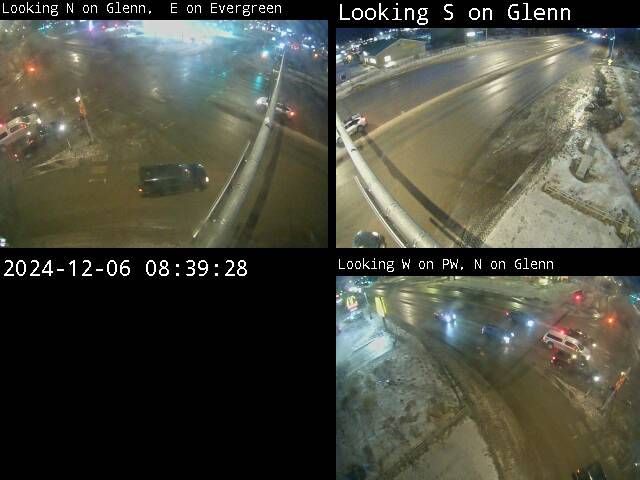 Looking N on Glenn,  E on Evergreen
Looking S on Glenn
2024-12-06 08:39:28
Looking W on PW, N on Glenn